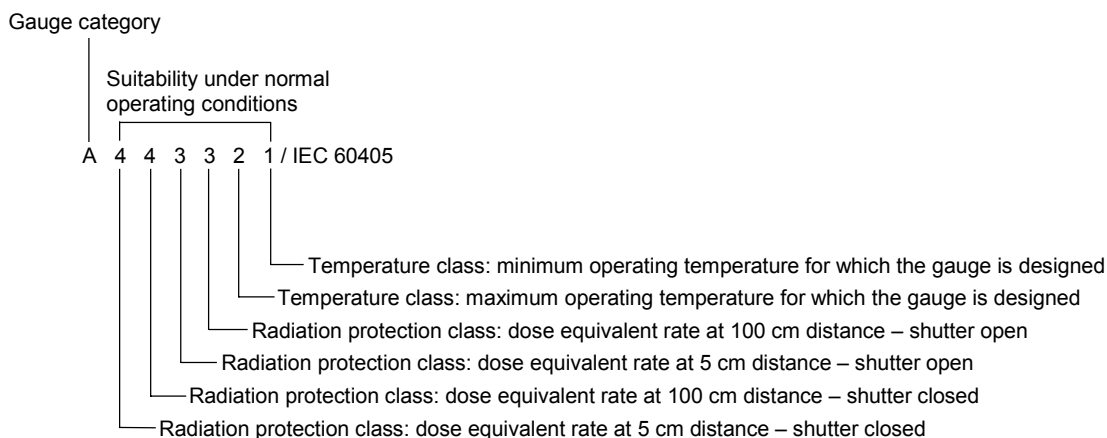 Gauge category
Suitability under normal
operating conditions
A 4 4 3 3 2 1 / IEC 60405
Temperature class: minimum operating temperature for which the gauge is designed
Temperature class: maximum operating temperature for which the gauge is designed
Radiation protection class: dose equivalent rate at 100 cm distance – shutter open
Radiation protection class: dose equivalent rate at 5 cm distance – shutter open
Radiation protection class: dose equivalent rate at 100 cm distance – shutter closed
Radiation protection class: dose equivalent rate at 5 cm distance – shutter closed